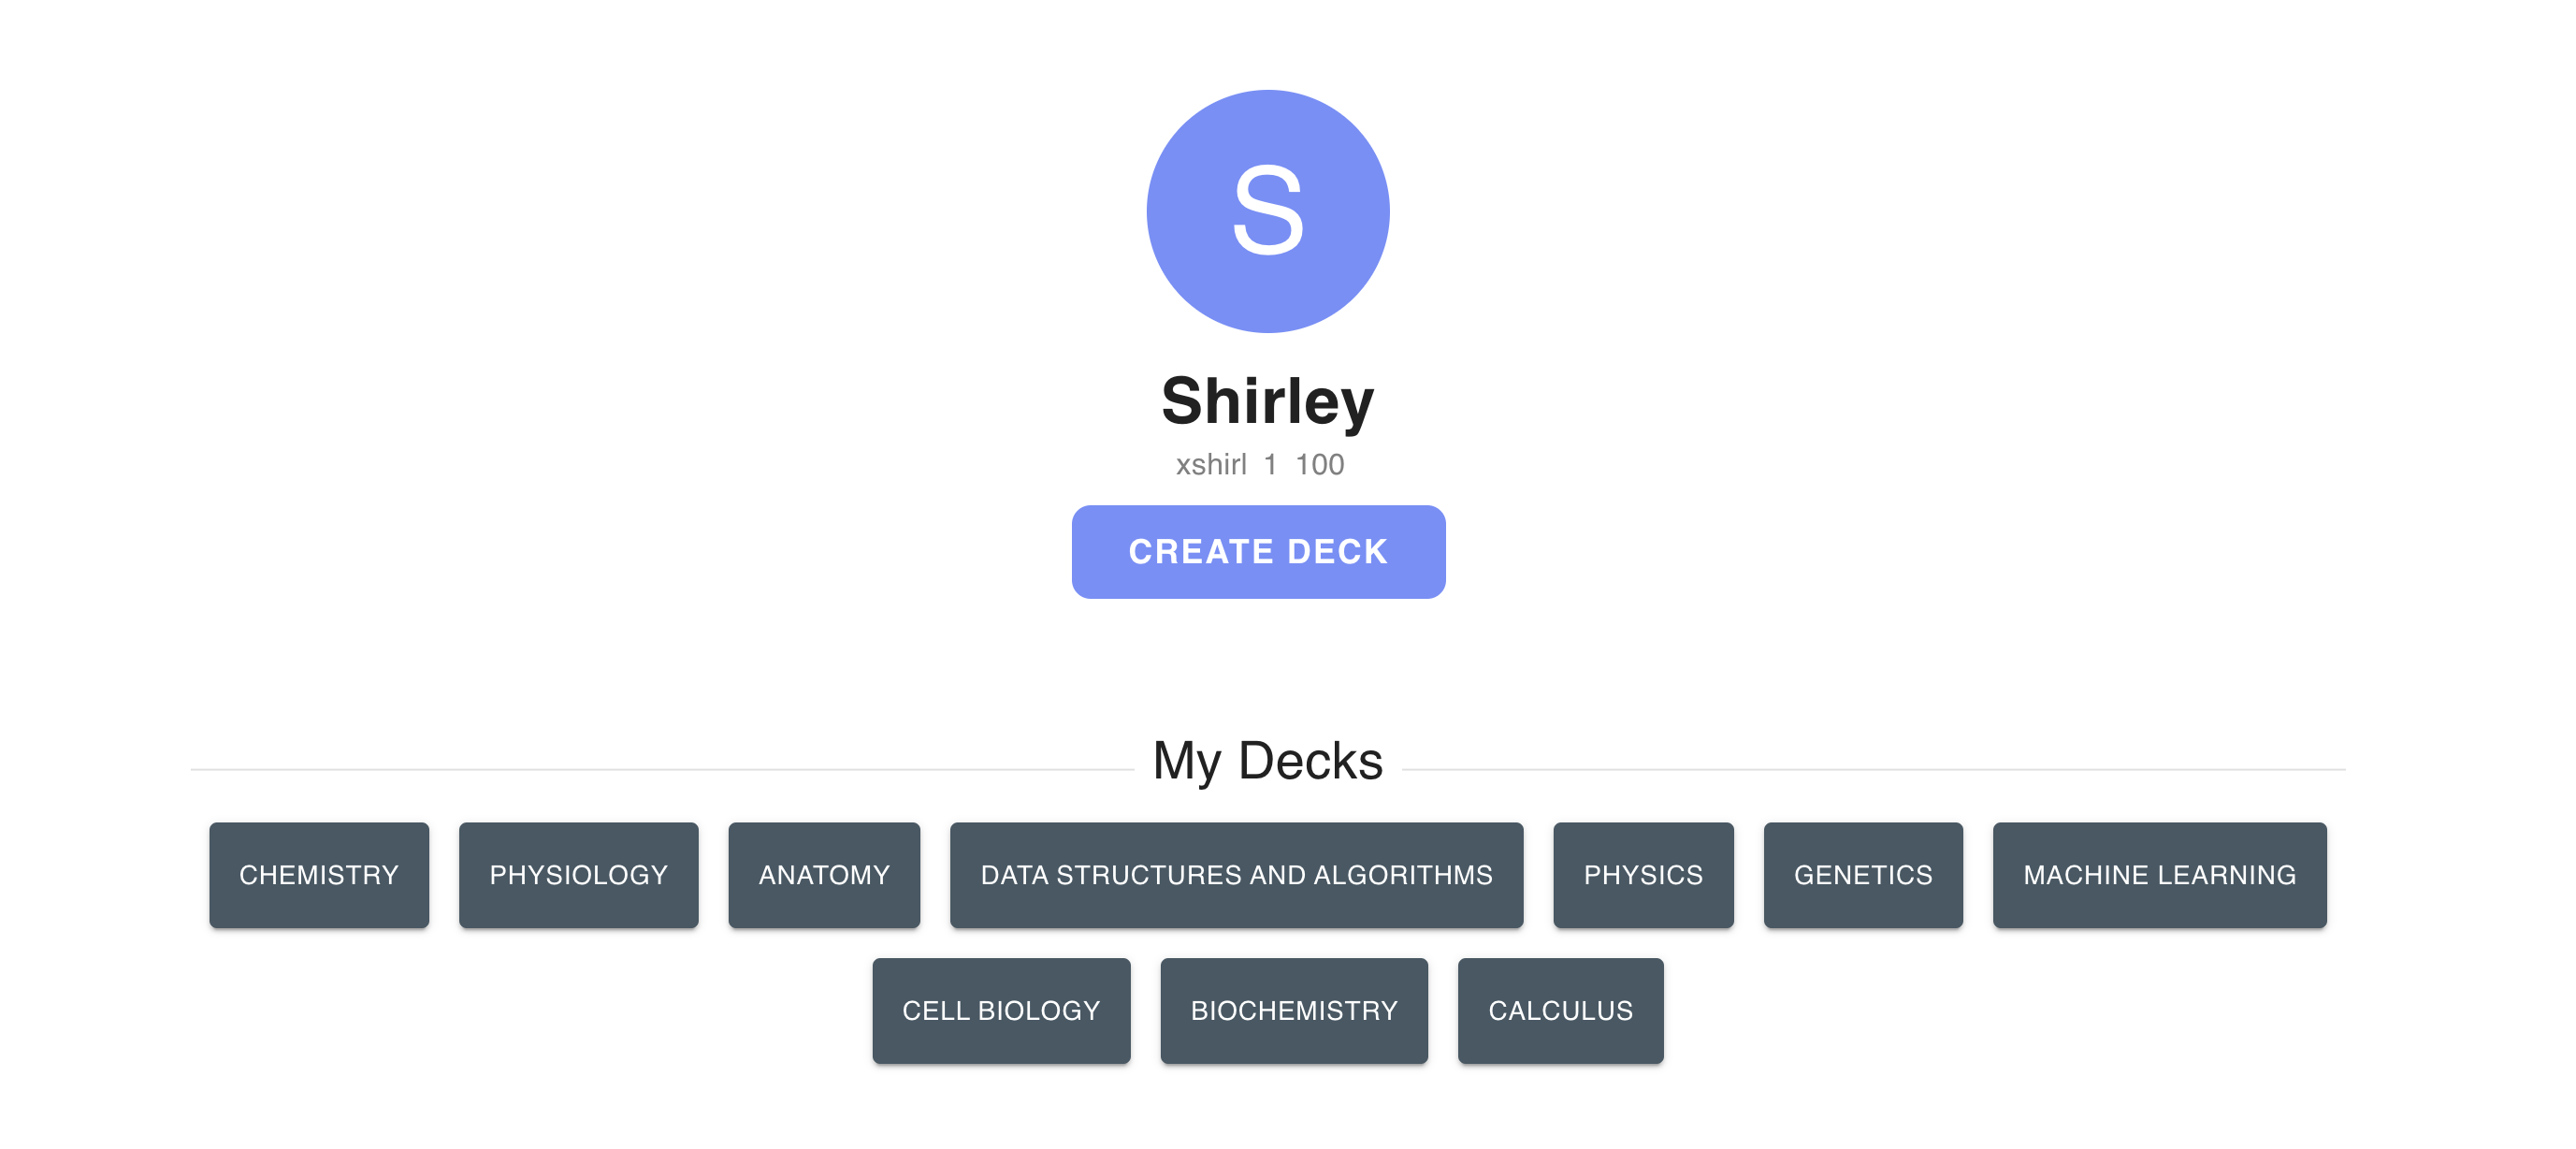 S
Shirley
xshirl 1 100
CREATE DECK
My Decks
CHEMISTRY PHYSIOLOGY ANATOMY DATA STRUCTURES AND ALGORITHMS PHYSICS GENETICS MACHINE LEARNING
CELL BIOLOGY BIOCHEMISTRY CALCULUS